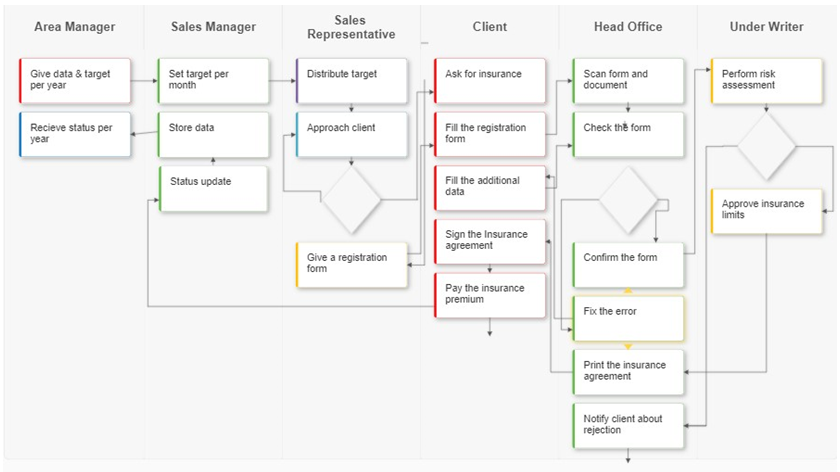 Area Manager
Sales Manager
Sales
Representative
Client
Head Office
Under Writer
Give data & target
per year
Set target per
month
Distribute target
Ask for insurance
Scan form and
document
Perform risk
assessment
Recieve status per
year
Store data
Approach client
Fill the registration
form
Check the form
Status update
Fill the additional
data
Approve insurance
limits
Give a registration
form
Sign the Insurance
agreement
Confirm the form
Pay the insurance
premium
Fix the error
Print the insurance
agreement
Notify client about
rejection